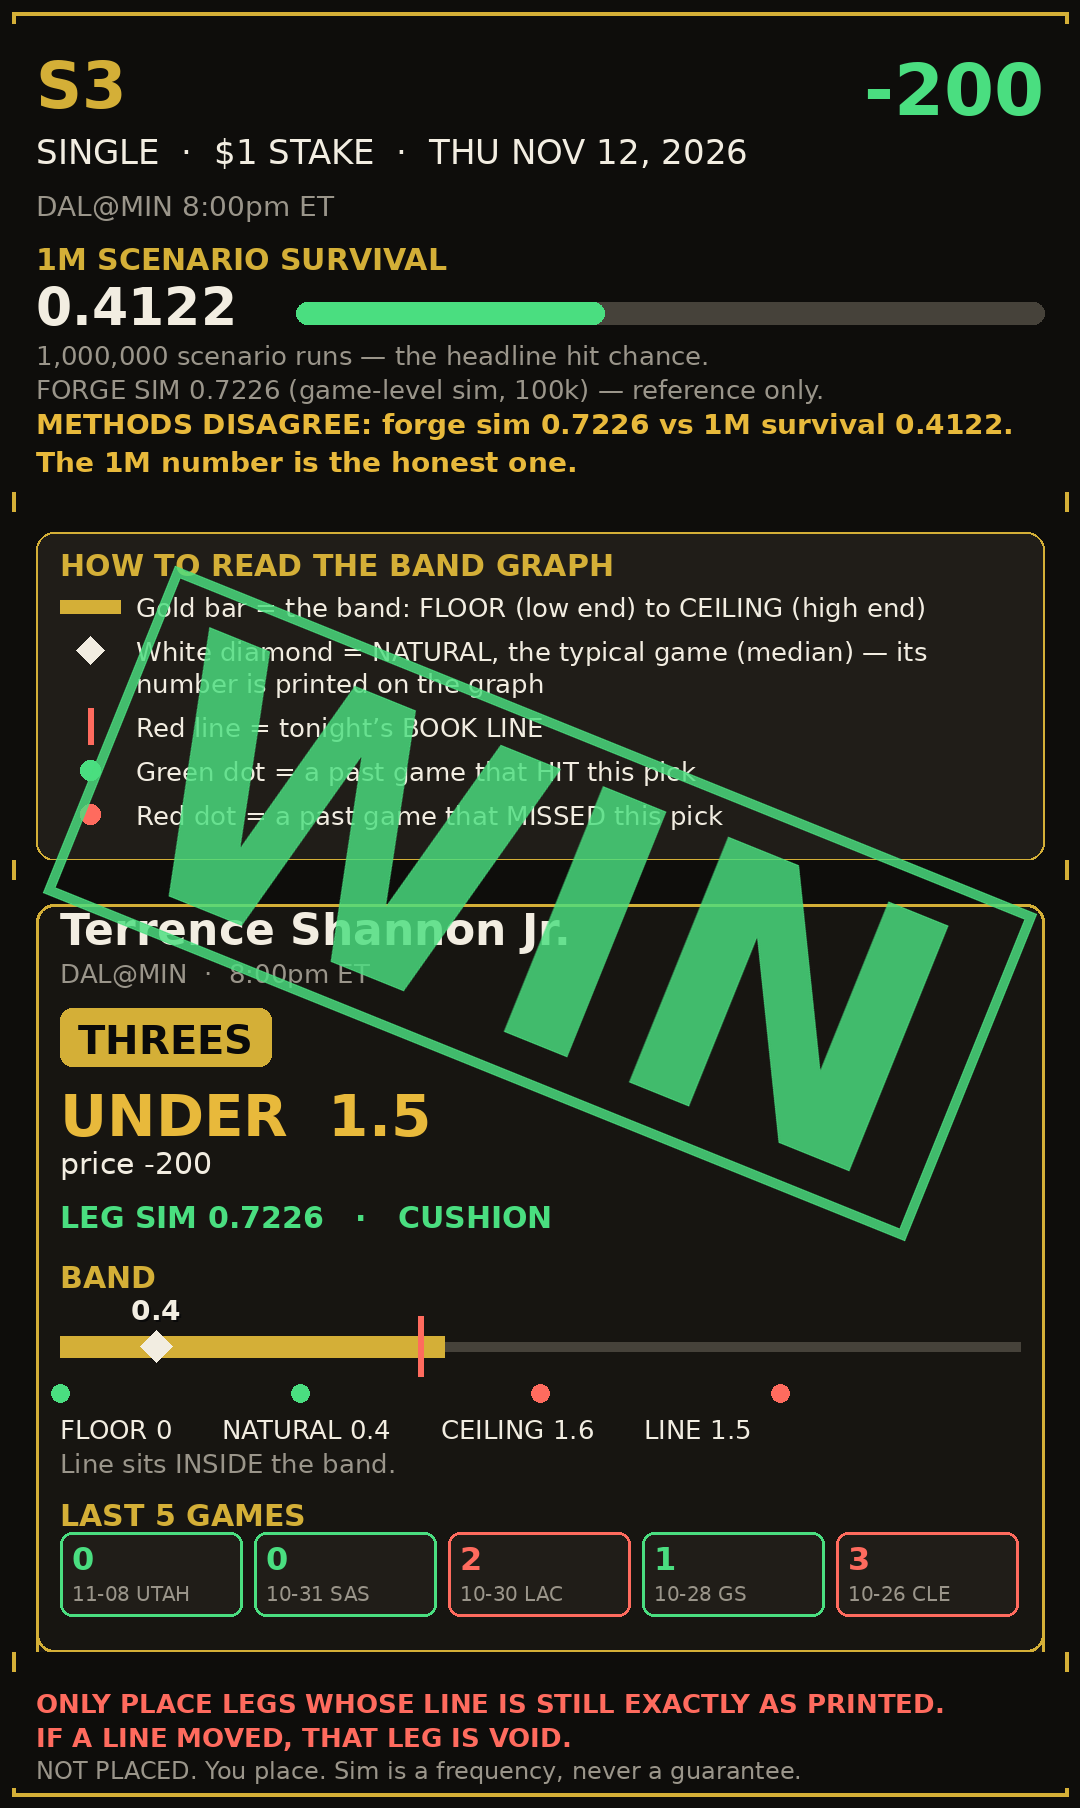 S3
-200
SINGLE · $1 STAKE · THU NOV 12, 2026
DAL@MIN 8:00pm ET
1M SCENARIO SURVIVAL
0.4122
1,000,000 scenario runs — the headline hit chance.
FORGE SIM 0.7226 (game-level sim, 100k) — reference only.
METHODS DISAGREE: forge sim 0.7226 vs 1M survival 0.4122.
The 1M number is the honest one.
HOW TO READ THE BAND GRAPH
Gold bar = the band: FLOOR (low end) to CEILING (high end)
White diamond = NATURAL, the typical game (median) — its
number is printed on the graph
Red line = tonight’s BOOK LINE
Green dot = a past game that HIT this pick
Red dot = a past game that MISSED this pick
WIN
Terrence Shannon Jr.
DAL@MIN · 8:00pm ET
THREES
UNDER 1.5
price -200
LEG SIM 0.7226 · CUSHION
BAND
0.4
FLOOR 0 NATURAL 0.4 CEILING 1.6 LINE 1.5
Line sits INSIDE the band.
LAST 5 GAMES
0 0 2 1 3
11-08 UTAH 10-31 SAS 10-30 LAC 10-28 GS 10-26 CLE
ONLY PLACE LEGS WHOSE LINE IS STILL EXACTLY AS PRINTED.
IF A LINE MOVED, THAT LEG IS VOID.
NOT PLACED. You place. Sim is a frequency, never a guarantee.